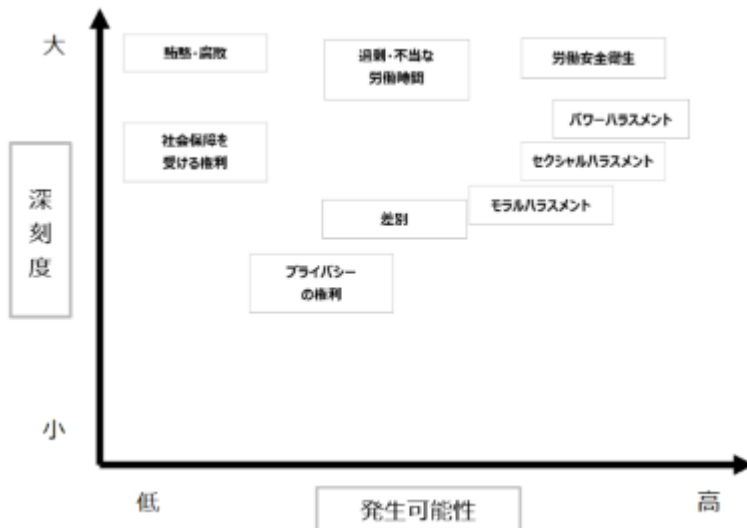 大
賄賂・腐敗
過剰・不当な
労働時間
労働安全衛生
パワーハラスメント
社会保障を
受ける権利
セクシャルハラスメント
モラルハラスメント
差別
深刻度
プライバシー
の権利
小
低
発生可能性
高